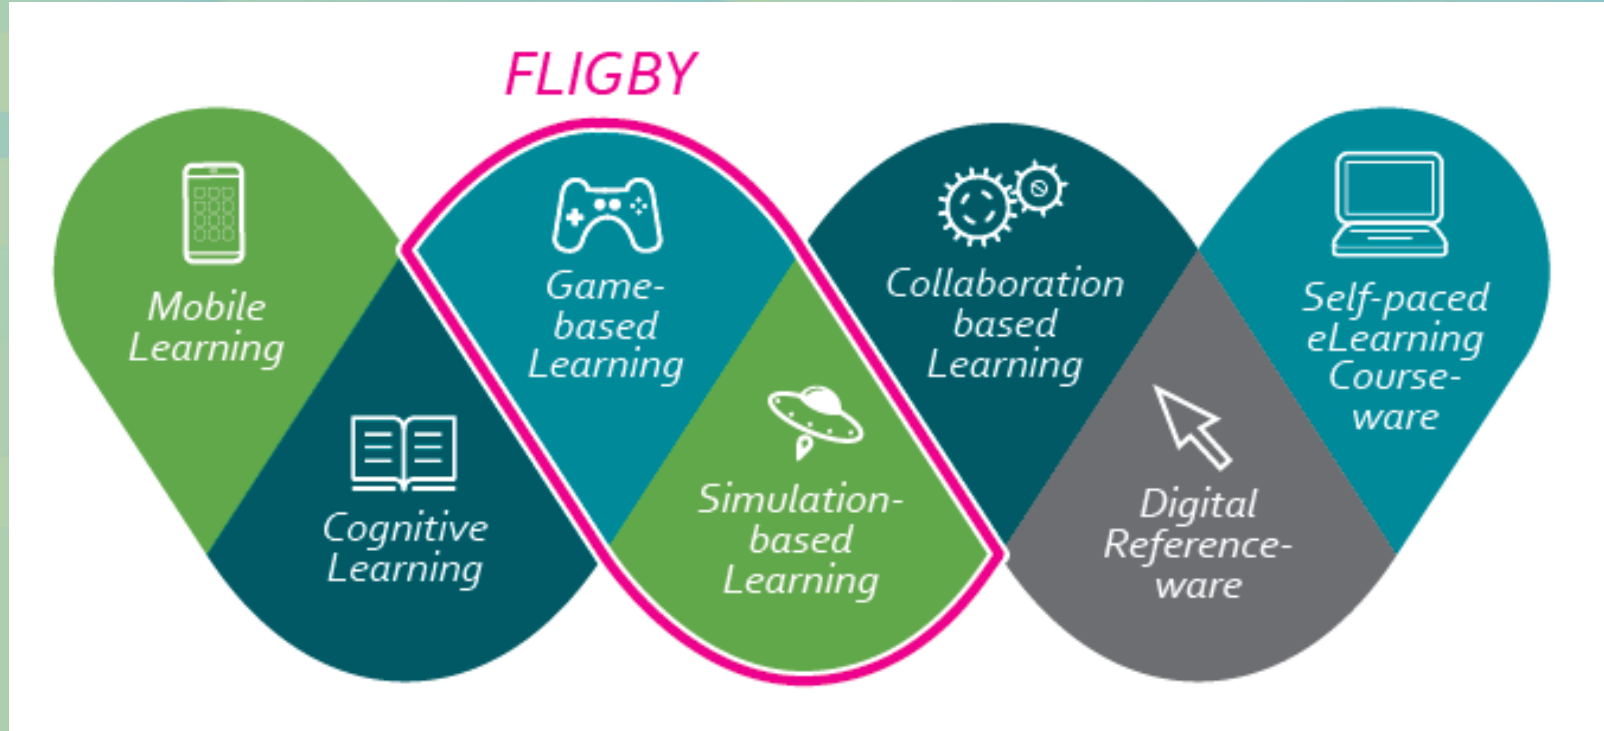 FLIGBY
Mobile
Learning
Cognitive
Learning
Game-
based
Learning
Simulation-
based
Learning
Collaboration
based
Learning
Digital
Reference-
ware
Self-paced
eLearning
Course-
ware